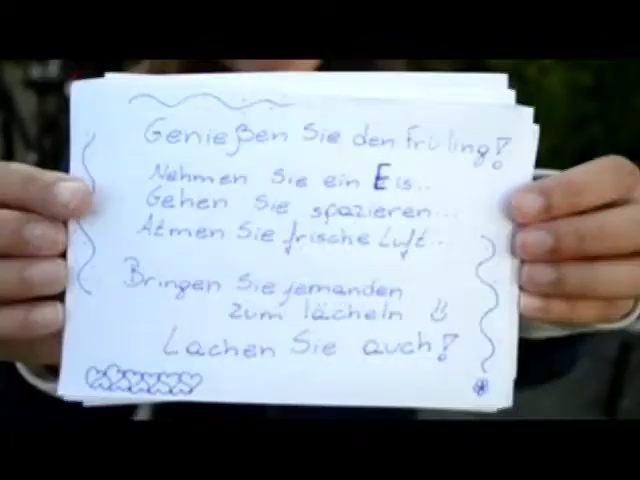 Genießen Sie den Früling!
Nehmen Sie ein Eis..
Gehen Sie spazieren...
Atmen Sie frische Luft...
Bringen Sie jemanden
zum lächeln
Lachen Sie auch!